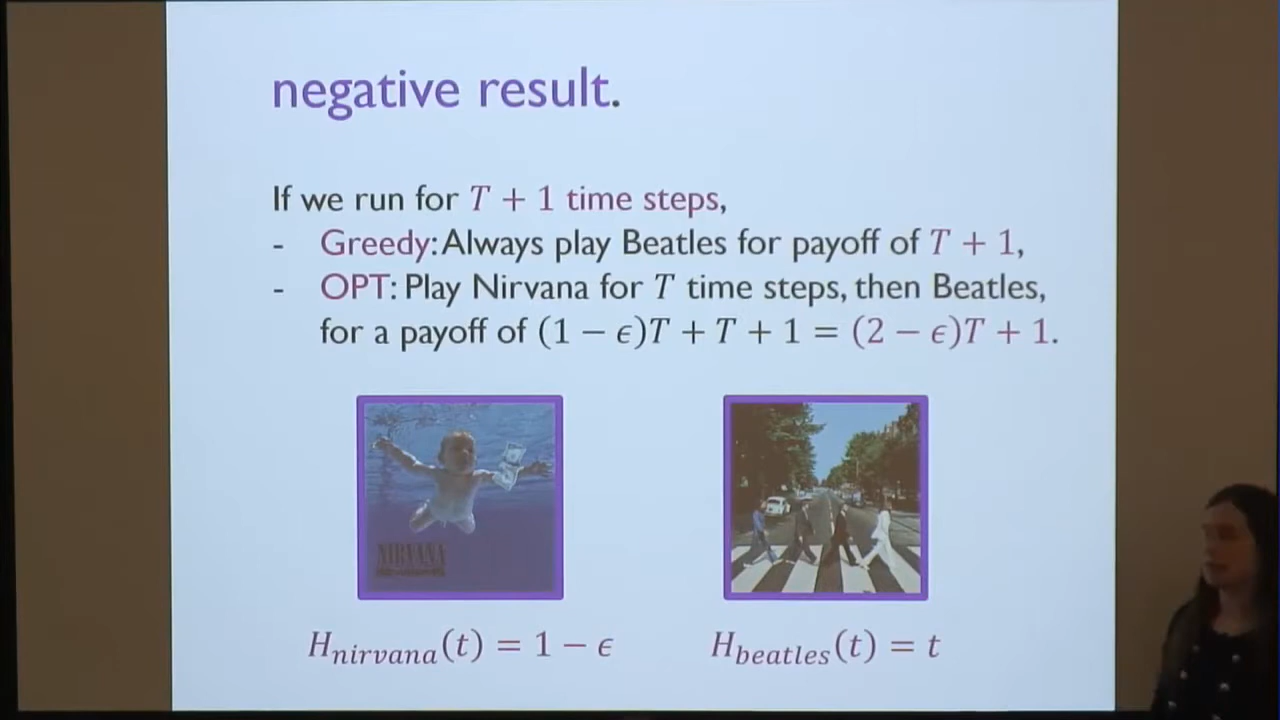 negative result.
If we run for T + 1 time steps,
- Greedy: Always play Beatles for payoff of T + 1,
- OPT: Play Nirvana for T time steps, then Beatles,
for a payoff of (1 − ϵ)T + T + 1 = (2 − ϵ)T + 1.
NIRVANA
H_nirvana(t) = 1 − ϵ
H_beatles(t) = t